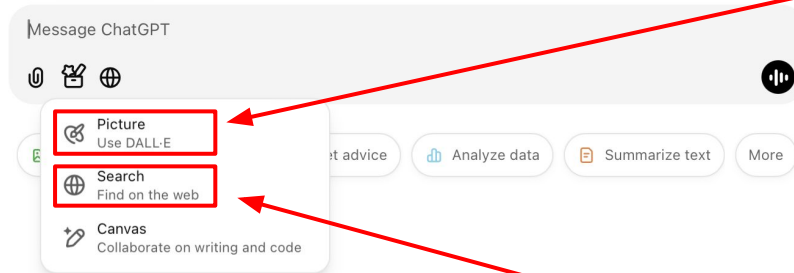 Message ChatGPT
Picture
Use DALL·E
et advice
Analyze data
Summarize text
More
Search
Find on the web
Canvas
Collaborate on writing and code